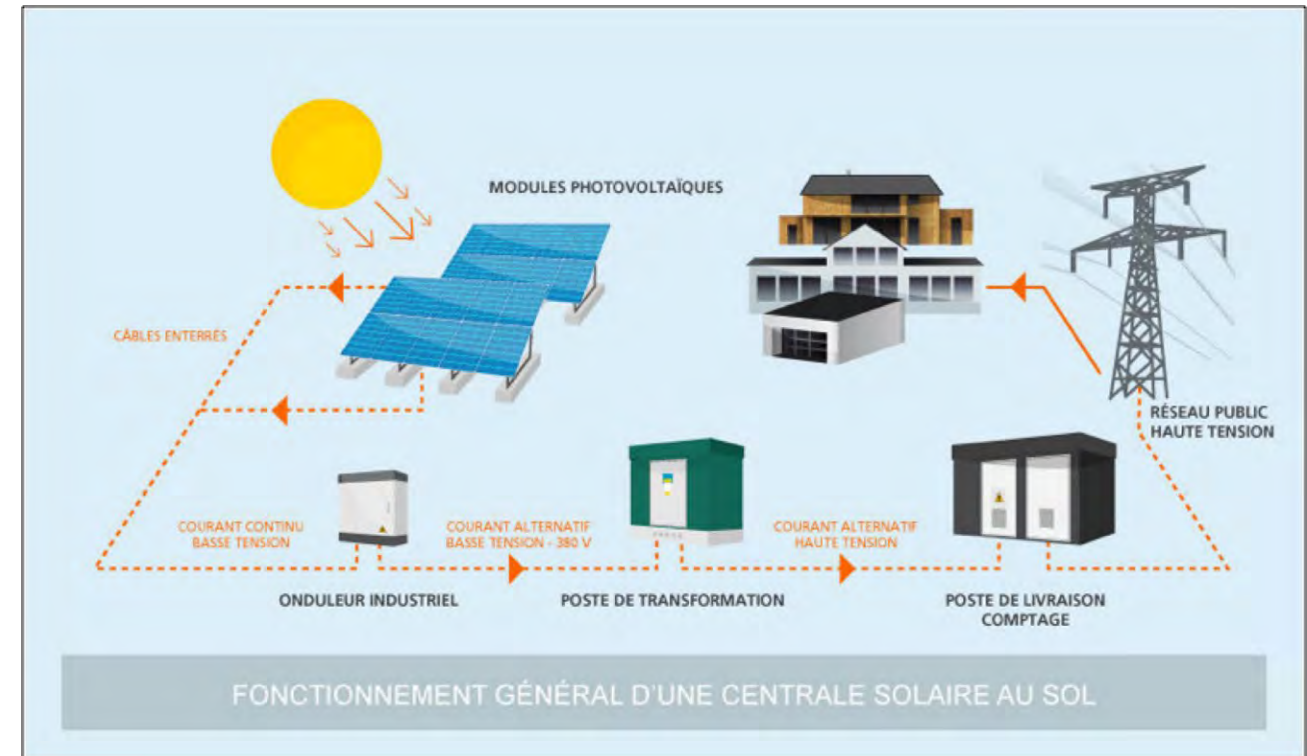 MODULES PHOTOVOLTAÏQUES
CÂBLES ENTERRÉS
RÉSEAU PUBLIC
HAUTE TENSION
COURANT CONTINU
BASSE TENSION
COURANT ALTERNATIF
BASSE TENSION - 380 V
COURANT ALTERNATIF
HAUTE TENSION
ONDULEUR INDUSTRIEL
POSTE DE TRANSFORMATION
POSTE DE LIVRAISON
COMPTAGE
FONCTIONNEMENT GÉNÉRAL D'UNE CENTRALE SOLAIRE AU SOL